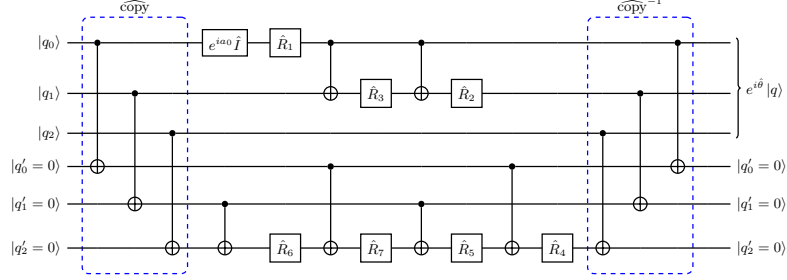 copy̑ copy̑⁻¹
|q₀⟩ e^{ia₀} Î R̂₁
|q₁⟩ R̂₃ R̂₂ e^{iθ̂} |q⟩
|q₂⟩
|q′₀ = 0⟩ |q′₀ = 0⟩
|q′₁ = 0⟩ |q′₁ = 0⟩
|q′₂ = 0⟩ R̂₆ R̂₇ R̂₅ R̂₄ |q′₂ = 0⟩